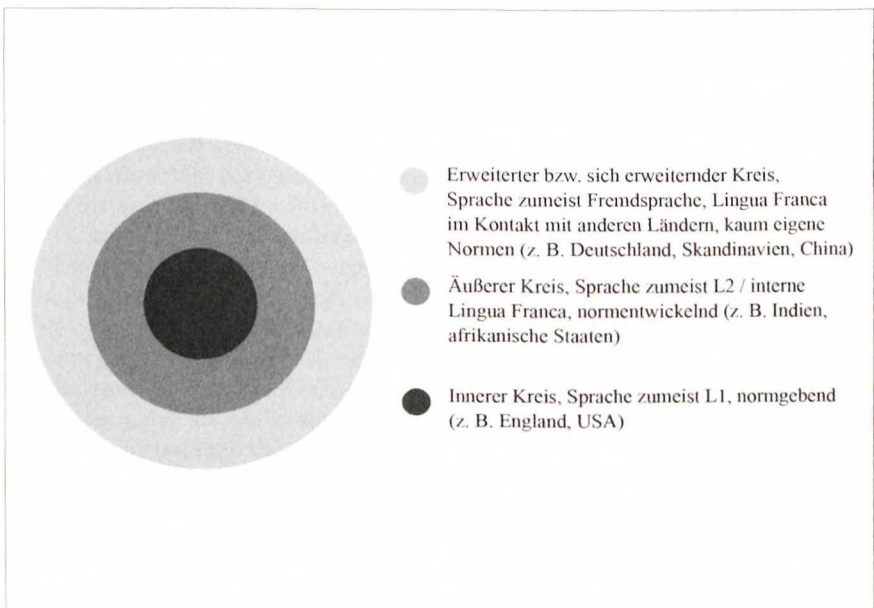 Erweiterter bzw. sich erweiternder Kreis,
Sprache zumeist Fremdsprache, Lingua Franca
im Kontakt mit anderen Ländern, kaum eigene
Normen (z. B. Deutschland, Skandinavien, China)
Äußerer Kreis, Sprache zumeist L2 / interne
Lingua Franca, normentwickelnd (z. B. Indien,
afrikanische Staaten)
Innerer Kreis, Sprache zumeist L1, normgebend
(z. B. England, USA)